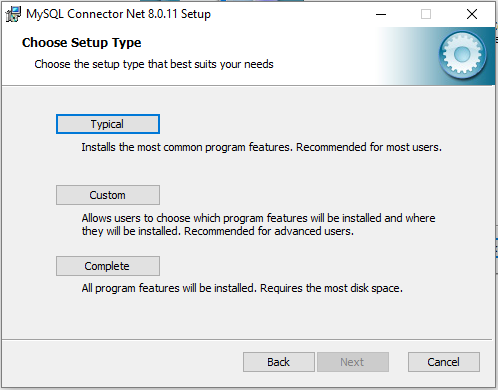 MySQL Connector Net 8.0.11 Setup
Choose Setup Type
Choose the setup type that best suits your needs
Typical
Installs the most common program features. Recommended for most users.
Custom
Allows users to choose which program features will be installed and where
they will be installed. Recommended for advanced users.
Complete
All program features will be installed. Requires the most disk space.
Back
Next
Cancel